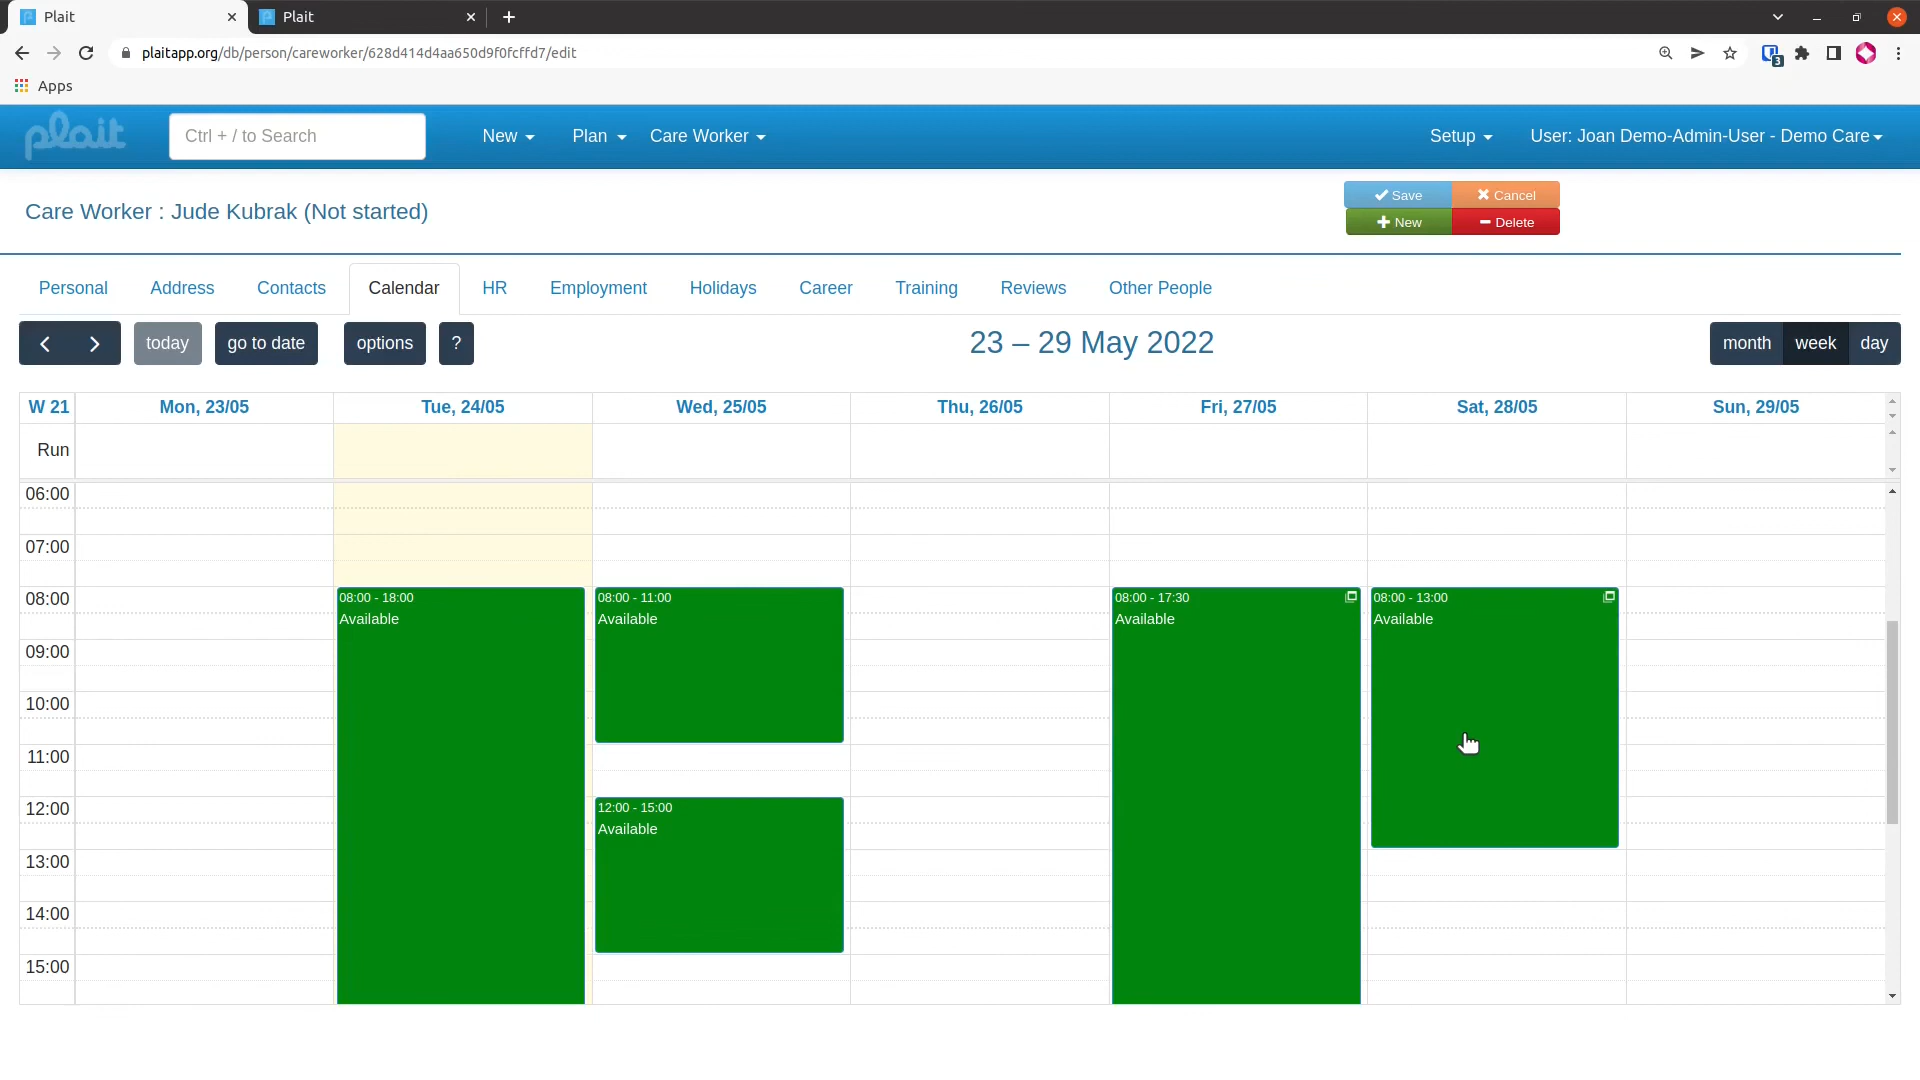 Plait
Plait
plaitapp.org/db/person/careworker/628d414d4aa650d9f0fcffd7/edit
3
Apps
plait
Ctrl + / to Search
New
Plan
Care Worker
Setup
User: Joan Demo-Admin-User - Demo Care
Care Worker : Jude Kubrak (Not started)
Save
Cancel
New
Delete
Personal
Address
Contacts
Calendar
HR
Employment
Holidays
Career
Training
Reviews
Other People
today
go to date
options
?
23 – 29 May 2022
month
week
day
W 21
Mon, 23/05
Tue, 24/05
Wed, 25/05
Thu, 26/05
Fri, 27/05
Sat, 28/05
Sun, 29/05
Run
06:00
07:00
08:00
09:00
10:00
11:00
12:00
13:00
14:00
15:00
08:00 - 18:00
Available
08:00 - 11:00
Available
12:00 - 15:00
Available
08:00 - 17:30
Available
08:00 - 13:00
Available